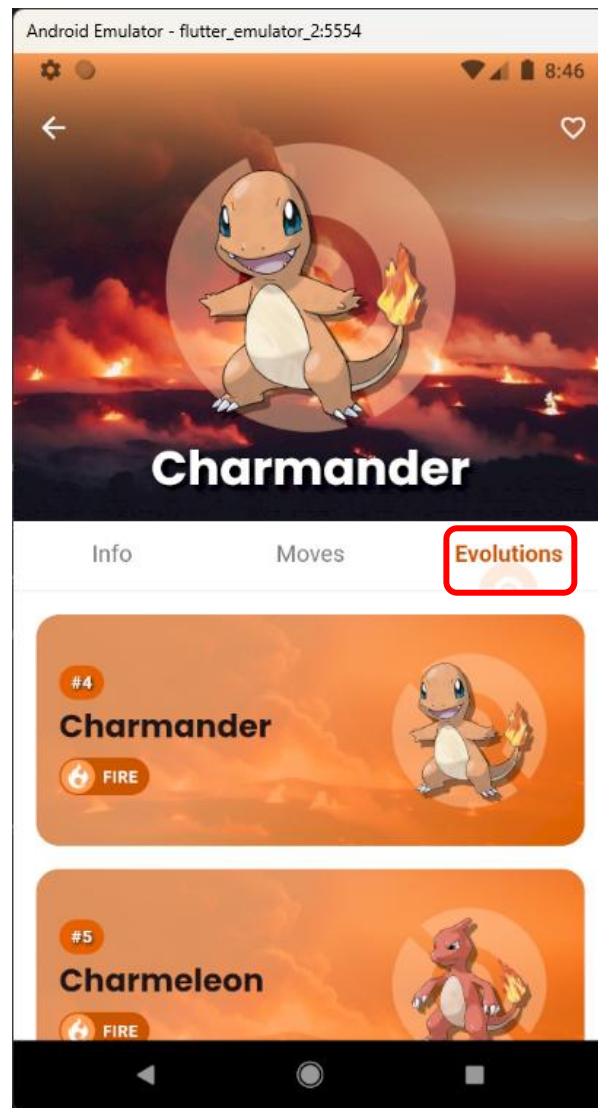 Android Emulator - flutter_emulator_2:5554
8:46
Charmander
Info Moves Evolutions
#4
Charmander
FIRE
#5
Charmeleon
FIRE